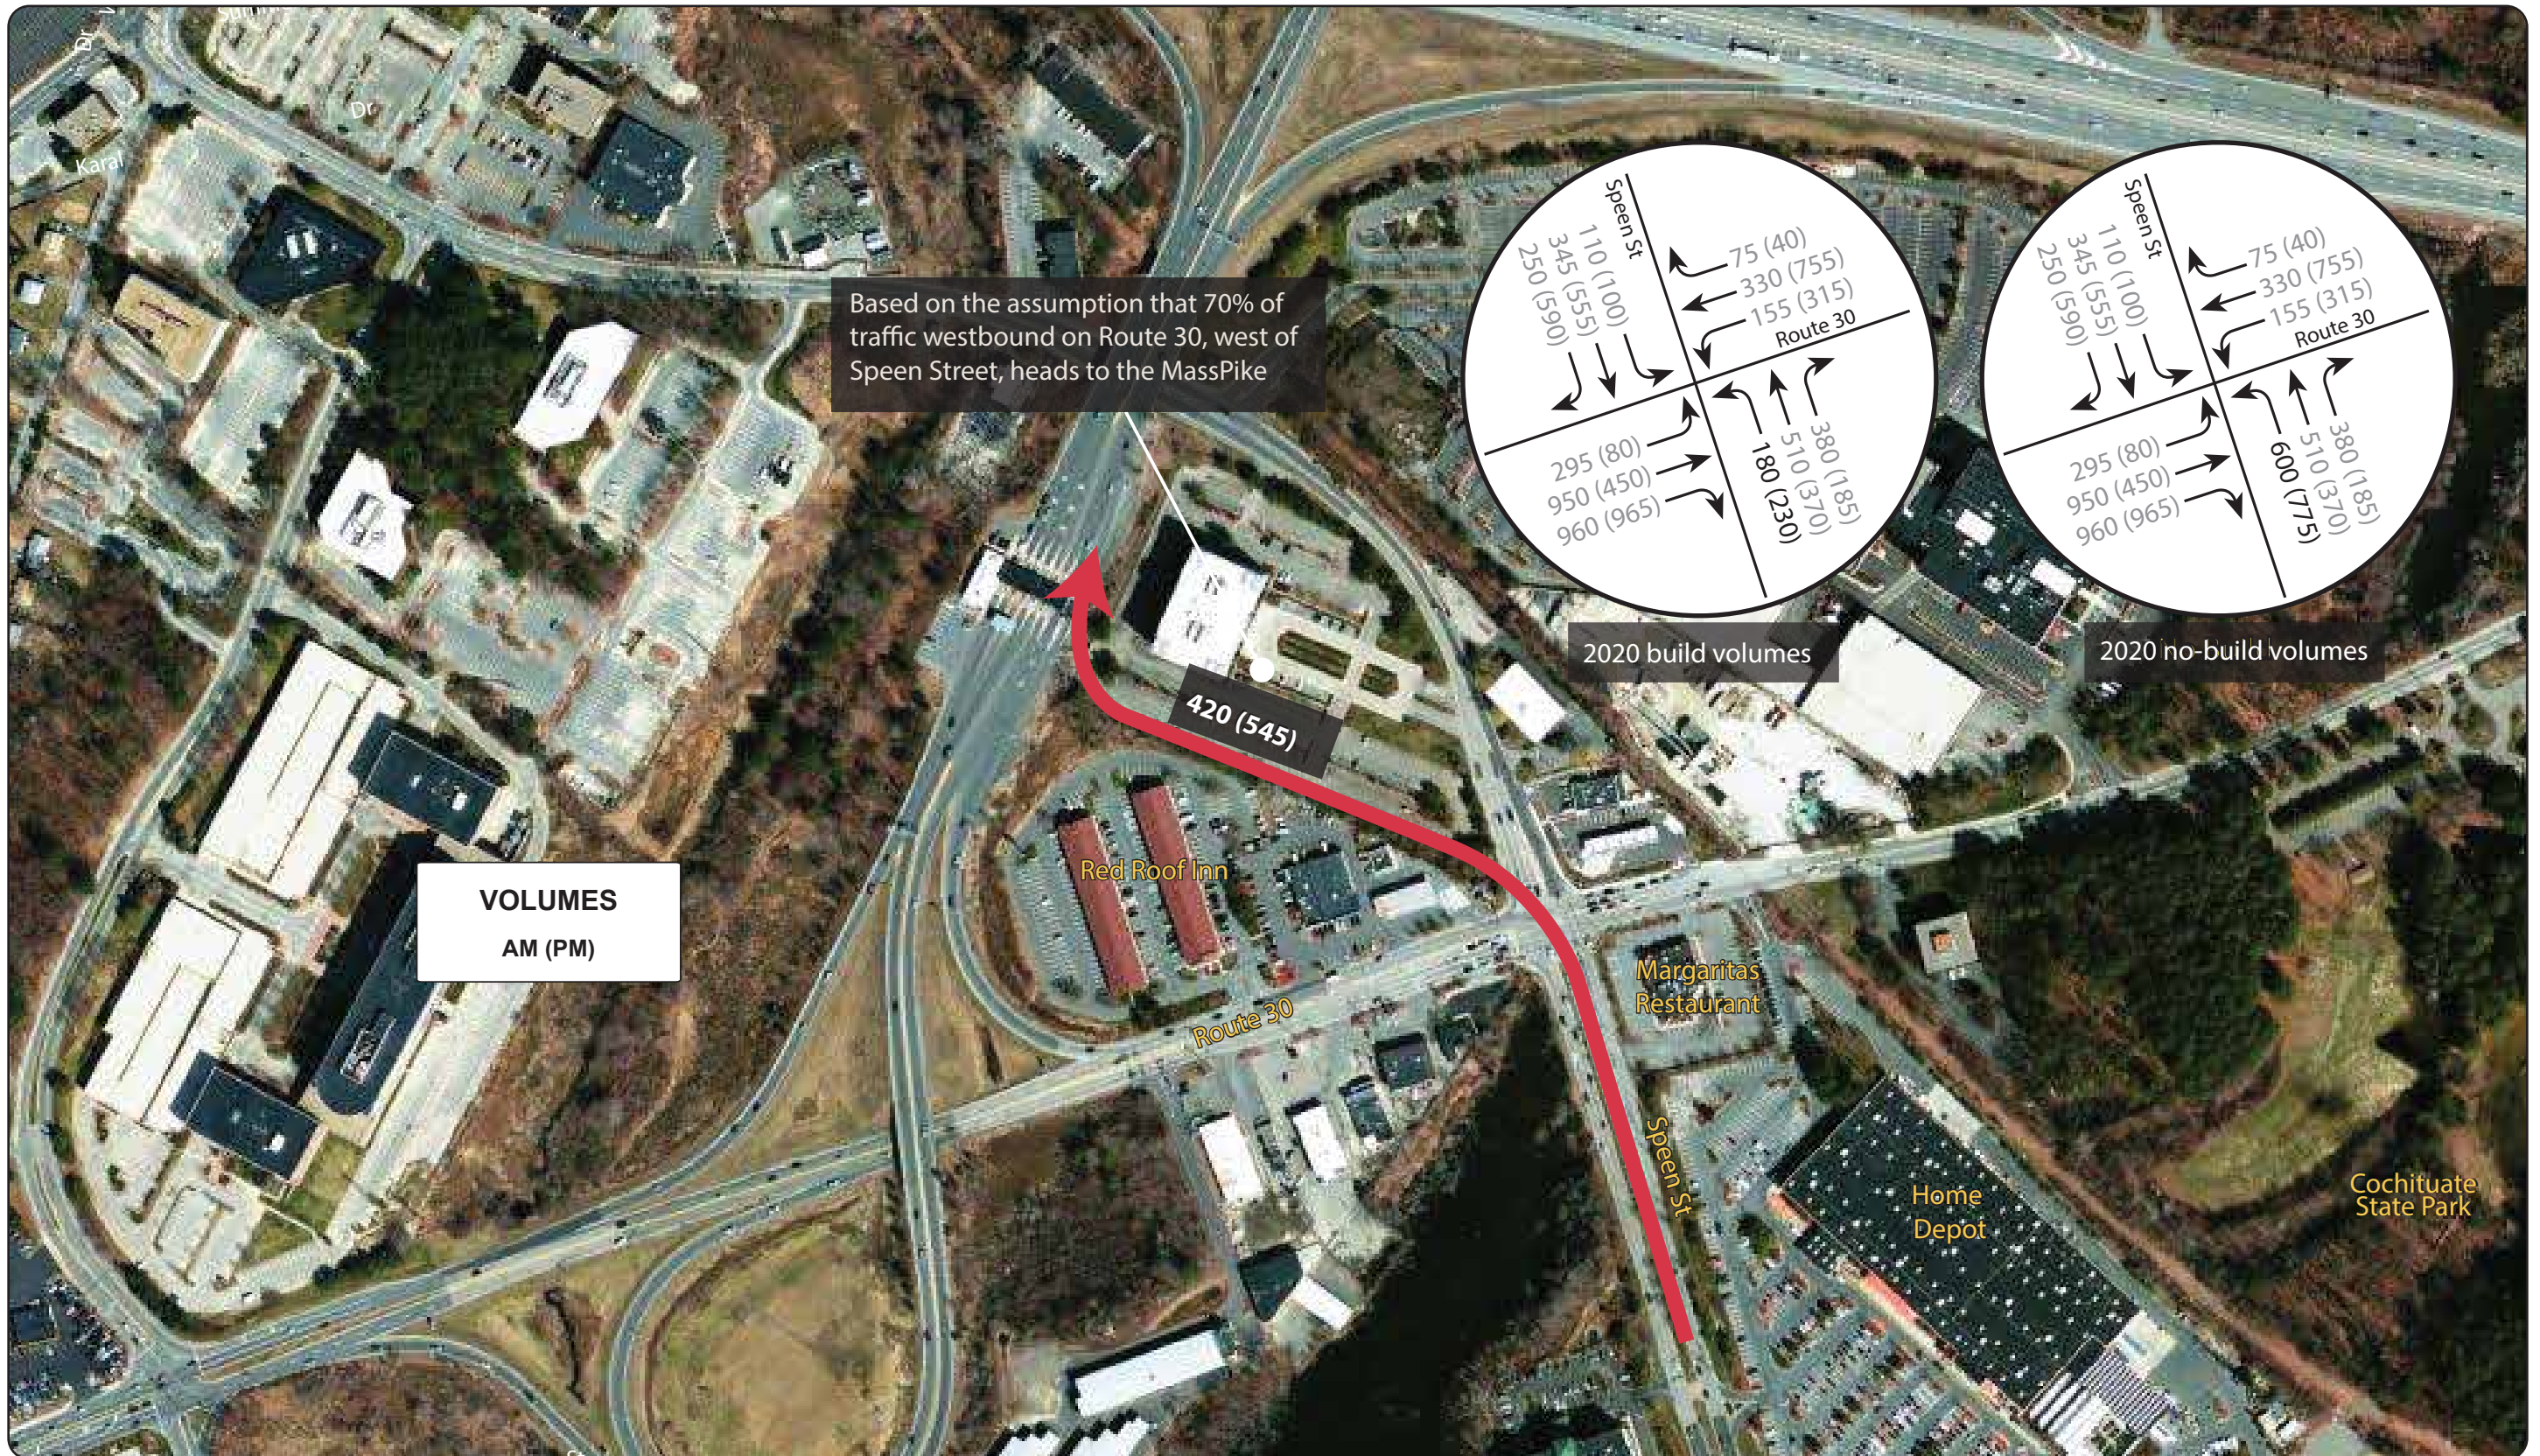 Dr
Dr
Karal
Based on the assumption that 70% of
traffic westbound on Route 30, west of
Speen Street, heads to the MassPike
Speen St
110 (100)
345 (555)
250 (590)
75 (40)
330 (755)
155 (315)
Route 30
295 (80)
950 (450)
960 (965)
180 (230)
510 (370)
380 (185)
2020 build volumes
Speen St
110 (100)
345 (555)
250 (590)
75 (40)
330 (755)
155 (315)
Route 30
295 (80)
950 (450)
960 (965)
600 (775)
510 (370)
380 (185)
2020 no-build volumes
420 (545)
Red Roof Inn
VOLUMES
AM (PM)
Margaritas
Restaurant
Route 30
Speen St
Home
Depot
Cochituate
State Park